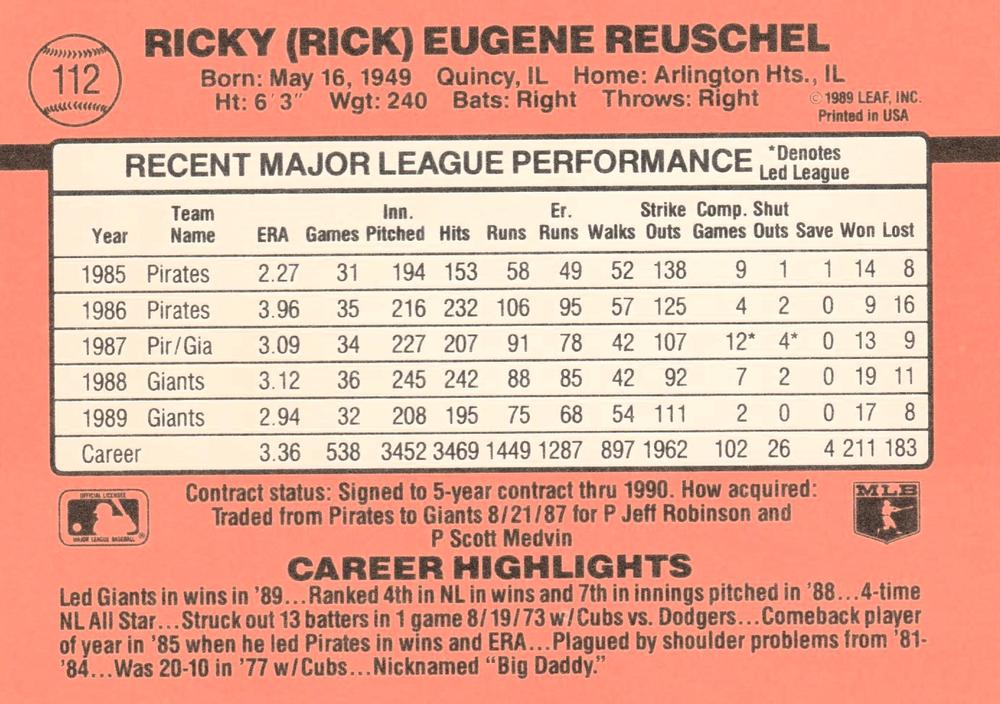 112
RICKY (RICK) EUGENE REUSCHEL
Born: May 16, 1949 Quincy, IL Home: Arlington Hts., IL
Ht: 6'3" Wgt: 240 Bats: Right Throws: Right
© 1989 LEAF, INC.
Printed in USA
RECENT MAJOR LEAGUE PERFORMANCE *Denotes Led League
Year Team Name ERA Games Inn. Pitched Hits Runs Er. Runs Walks Strike Outs Comp. Games Shut Outs Save Won Lost
1985 Pirates 2.27 31 194 153 58 49 52 138 9 1 1 14 8
1986 Pirates 3.96 35 216 232 106 95 57 125 4 2 0 9 16
1987 Pir/Gia 3.09 34 227 207 91 78 42 107 12* 4* 0 13 9
1988 Giants 3.12 36 245 242 88 85 42 92 7 2 0 19 11
1989 Giants 2.94 32 208 195 75 68 54 111 2 0 0 17 8
Career 3.36 538 3452 3469 1449 1287 897 1962 102 26 4 211 183
OFFICIAL LICENSEE
MAJOR LEAGUE BASEBALL
®
Contract status: Signed to 5-year contract thru 1990. How acquired:
Traded from Pirates to Giants 8/21/87 for P Jeff Robinson and
P Scott Medvin
MLB
CAREER HIGHLIGHTS
Led Giants in wins in '89...Ranked 4th in NL in wins and 7th in innings pitched in '88...4-time
NL All Star...Struck out 13 batters in 1 game 8/19/73 w/Cubs vs. Dodgers...Comeback player
of year in '85 when he led Pirates in wins and ERA...Plagued by shoulder problems from '81-
'84...Was 20-10 in '77 w/Cubs...Nicknamed "Big Daddy."